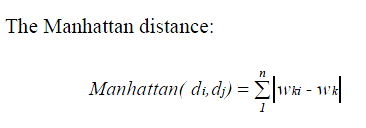 The Manhattan distance:
Manhattan( di,dj) = n∑1|wki - wk|